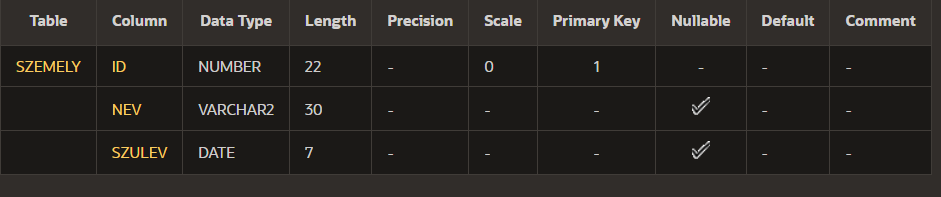 Table Column Data Type Length Precision Scale Primary Key Nullable Default Comment
SZEMELY ID NUMBER 22 - 0 1 - - -
NEV VARCHAR2 30 - - - ✓ - -
SZULEV DATE 7 - - - ✓ - -